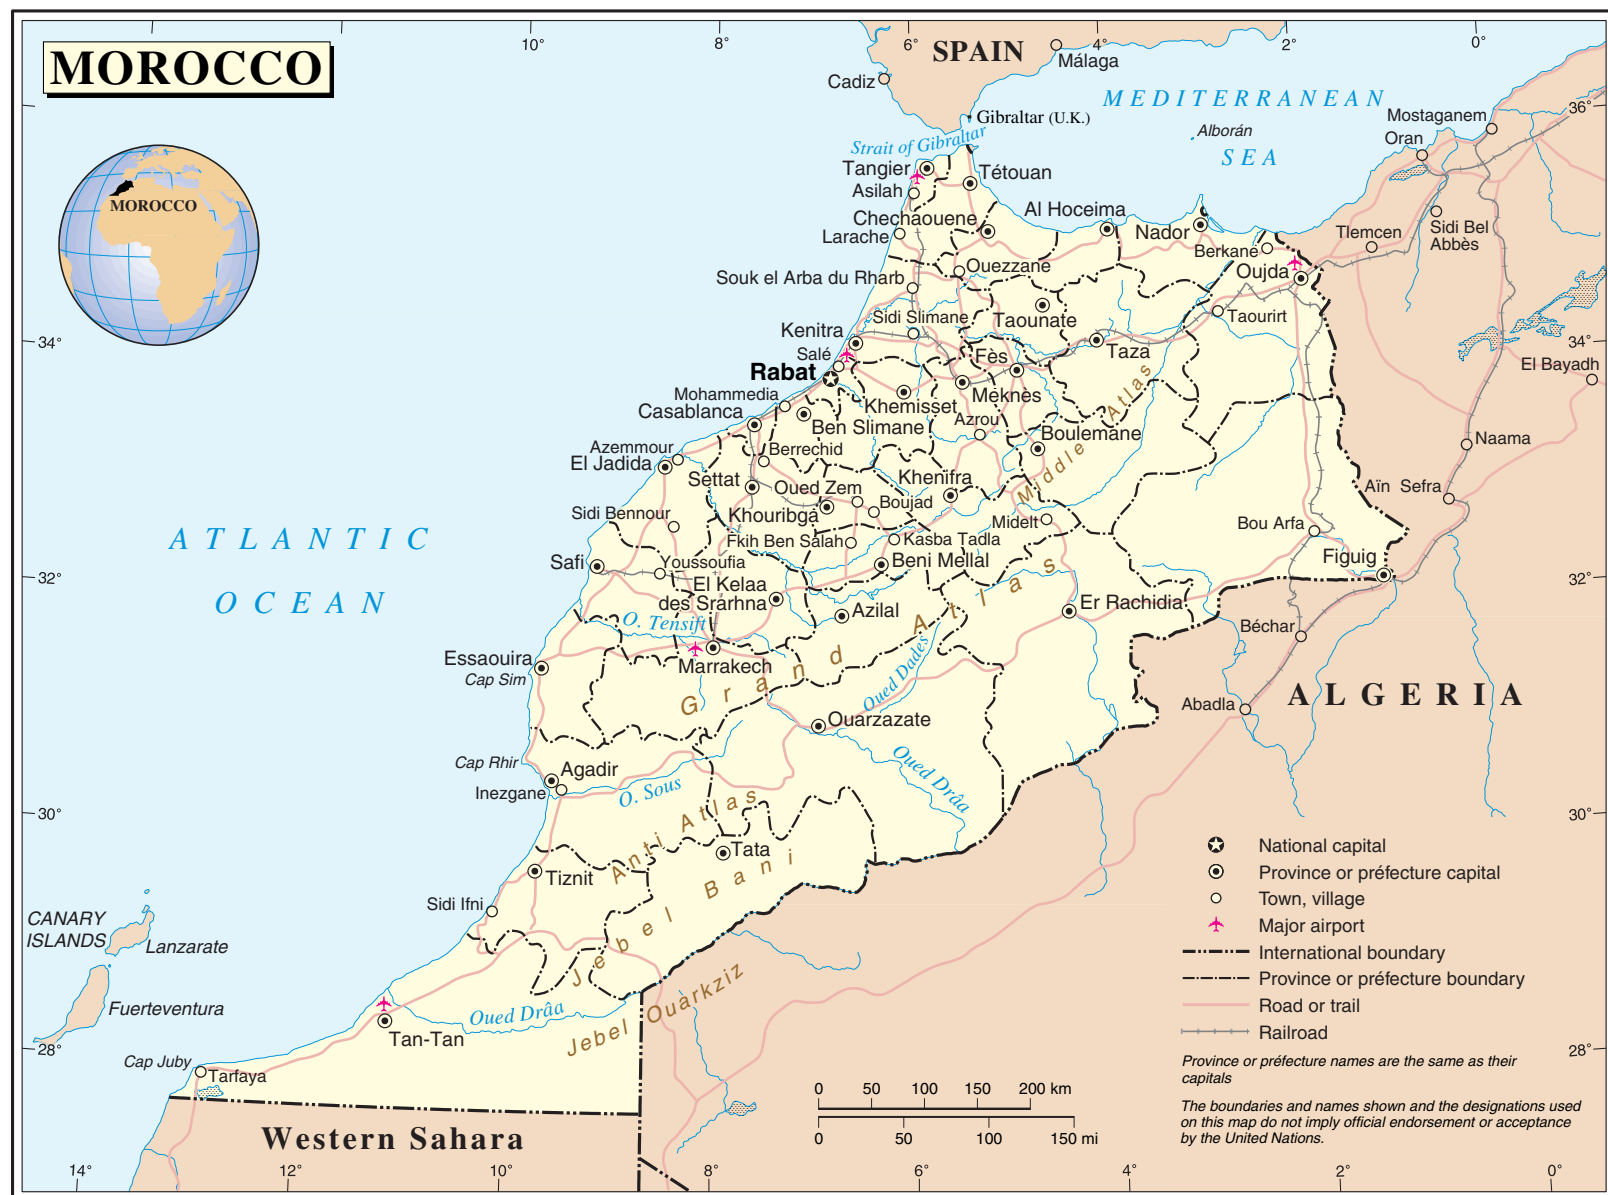 MOROCCO
10°
8°
6°
4°
2°
0°
SPAIN
Málaga
Cadiz
MEDITERRANEAN
SEA
Gibraltar (U.K.)
Alborán
Strait of Gibraltar
Mostaganem
36°
Oran
Tangier
Tétouan
Asilah
MOROCCO
Chechaouene
Al Hoceima
Larache
Nador
Berkane
Tlemcen
Sidi Bel
Abbès
Ouezzane
Oujda
Souk el Arba du Rharb
Sidi Slimane
Taounate
Taourirt
Kenitra
34°
34°
Salé
Fès
Taza
Rabat
El Bayadh
Mohammedia
Meknès
Casablanca
Khemisset
Ben Slimane
Azrou
Middle Atlas
Boulemane
Naama
Azemmour
Berrechid
El Jadida
Settat
Oued Zem
Khenifra
Aïn Sefra
Boujad
Khouribga
Sidi Bennour
Midelt
Bou Arfa
Fkih Ben Salah
Kasba Tadla
ATLANTIC
OCEAN
Safi
Youssoufia
Beni Mellal
Figuig
32°
32°
El Kelaa
des Srarhna
Azilal
Er Rachidia
O. Tensift
Grand Atlas
Béchar
Essaouira
Marrakech
Cap Sim
Oued Dades
ALGERIA
Abadla
Ouarzazate
Cap Rhir
Agadir
Oued Drâa
Inezgane
O. Sous
30°
30°
Anti Atlas
Tata
Jebel Bani
Tiznit
Sidi Ifni
National capital
Province or préfecture capital
Town, village
Major airport
International boundary
Province or préfecture boundary
Road or trail
Railroad
CANARY
ISLANDS
Lanzarate
Fuerteventura
Jebel Ouarkziz
Oued Drâa
Tan-Tan
28°
28°
Cap Juby
Tarfaya
Province or préfecture names are the same as their
capitals
The boundaries and names shown and the designations used
on this map do not imply official endorsement or acceptance
by the United Nations.
0 50 100 150 200 km
0 50 100 150 mi
Western Sahara
14°
12°
10°
8°
6°
4°
2°
0°